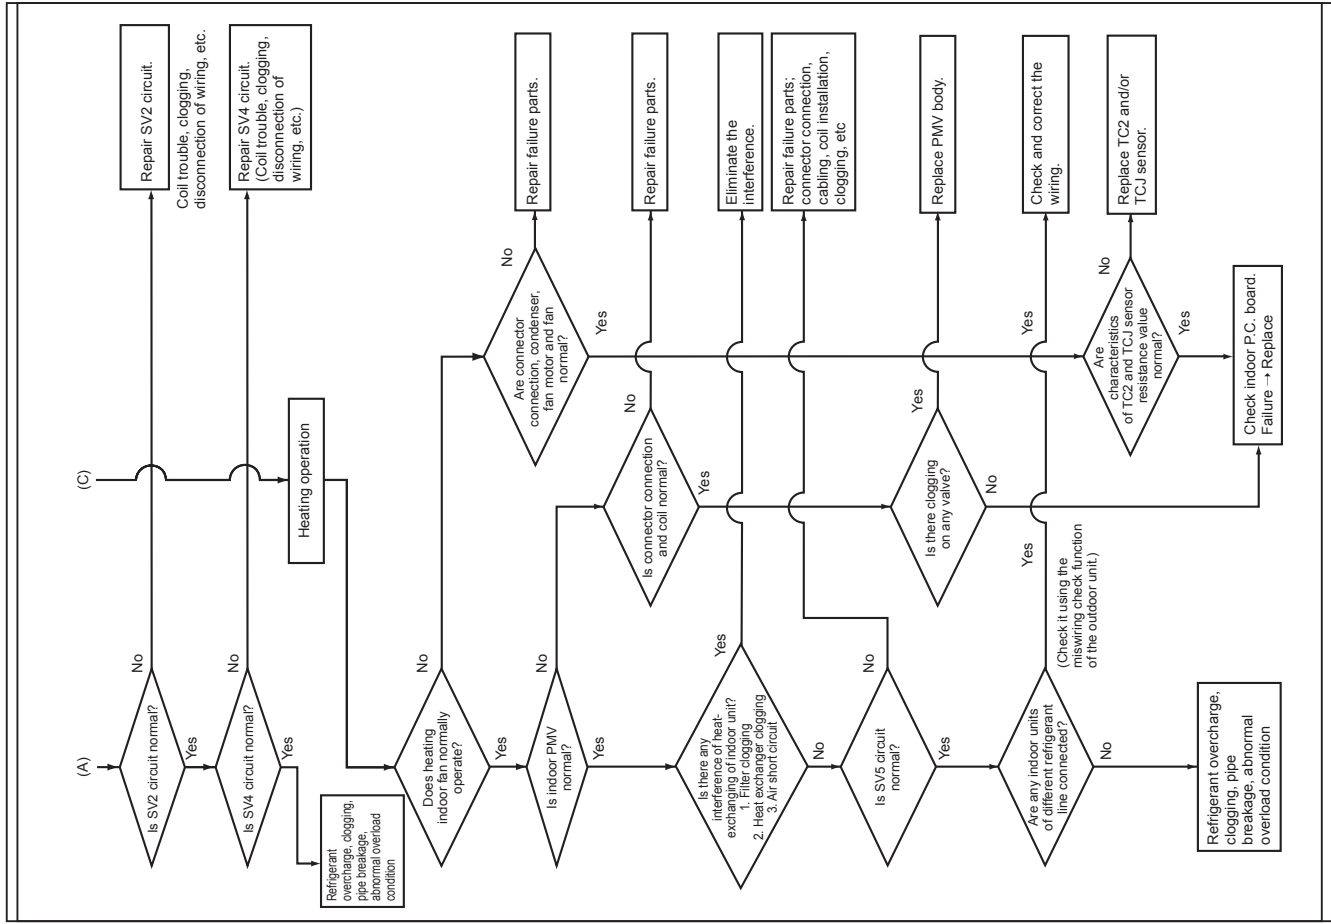 (A)
(C)
Is SV2 circuit normal?
No
Repair SV2 circuit.
Coil trouble, clogging,
disconnection of wiring, etc.
Yes
Is SV4 circuit normal?
No
Repair SV4 circuit.
(Coil trouble, clogging,
disconnection of
wiring, etc.)
Yes
Refrigerant
overcharge, clogging,
pipe breakage,
abnormal overload
condition
Heating operation
Does heating
indoor fan normally
operate?
No
Yes
Are connector
connection, condenser,
fan motor and fan
normal?
No
Repair failure parts.
Yes
Is indoor PMV
normal?
No
Yes
Is connector connection
and coil normal?
No
Repair failure parts.
Yes
Is there any
interference of heat-
exchanging of indoor unit?
1. Filter clogging
2. Heat exchanger clogging
3. Air short circuit
Yes
Eliminate the
interference.
No
Is SV5 circuit
normal?
No
Repair failure parts;
connector connection,
cabling, coil installation,
clogging, etc
Yes
Is there clogging
on any valve?
Yes
Replace PMV body.
No
Are any indoor units
of different refrigerant
line connected?
Yes
(Check it using the
miswiring check function
of the outdoor unit.)
Check and correct the
wiring.
No
Are
characteristics
of TC2 and TCJ sensor
resistance value
normal?
No
Replace TC2 and/or
TCJ sensor.
Yes
Check indoor P.C. board.
Failure → Replace
Refrigerant overcharge,
clogging, pipe
breakage, abnormal
overload condition